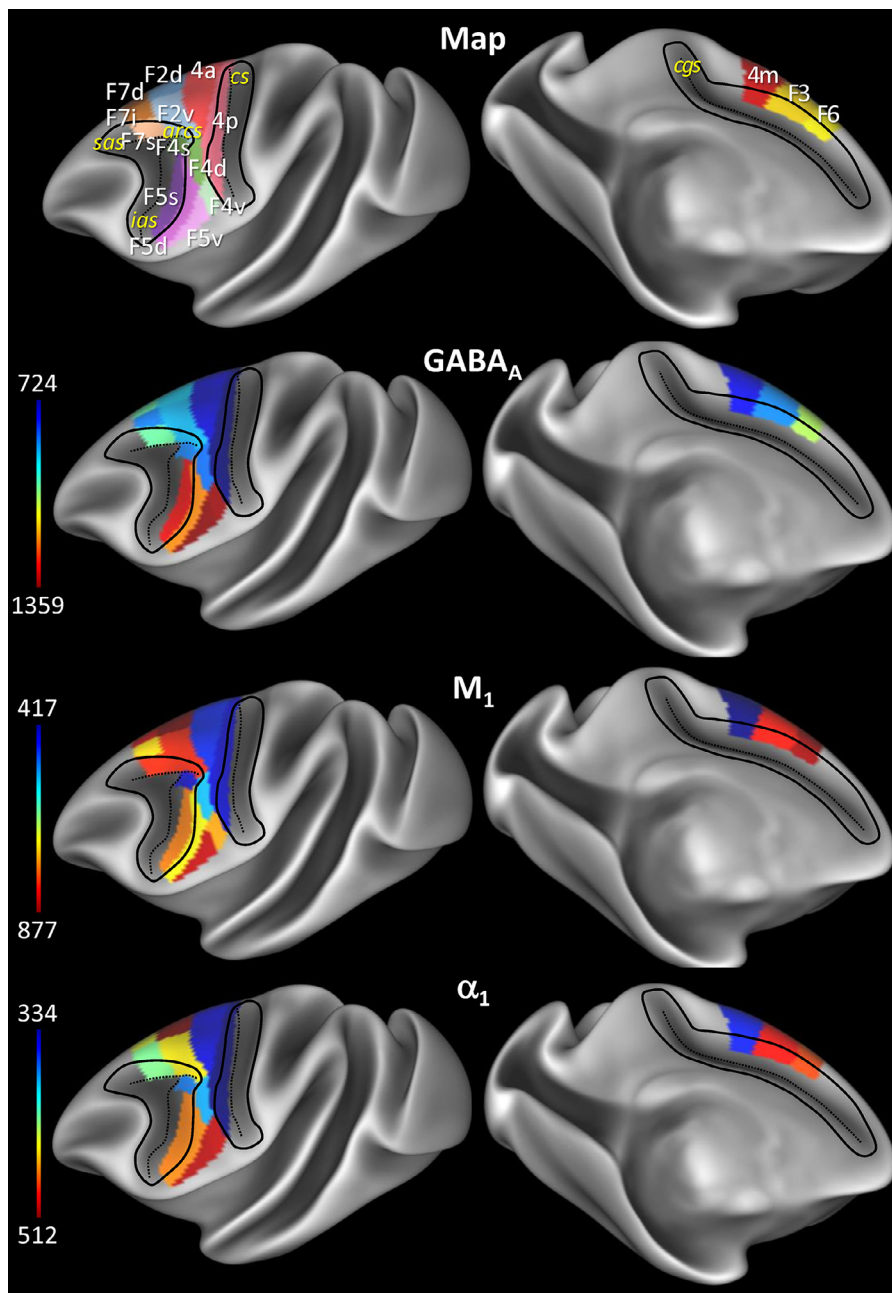 Map
F2d
4a
cs
F7d
F7i
F2v
arcs
4p
sas
F7s
F4s
F4d
F5s
F4v
ias
F5d
F5v
cgs
4m
F3
F6
GABAA
724
1359
M1
417
877
α1
334
512